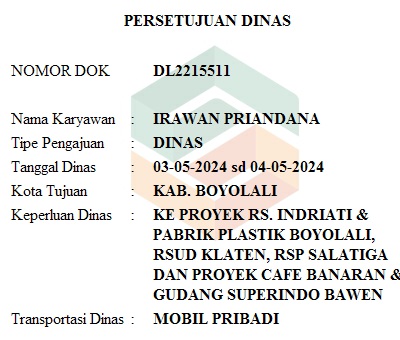 PERSETUJUAN DINAS
NOMOR DOK DL2215511
Nama Karyawan : IRAWAN PRIANDANA
Tipe Pengajuan : DINAS
Tanggal Dinas : 03-05-2024 sd 04-05-2024
Kota Tujuan : KAB. BOYOLALI
Keperluan Dinas : KE PROYEK RS. INDRIATI &
PABRIK PLASTIK BOYOLALI,
RSUD KLATEN, RSP SALATIGA
DAN PROYEK CAFE BANARAN &
GUDANG SUPERINDO BAWEN
Transportasi Dinas : MOBIL PRIBADI